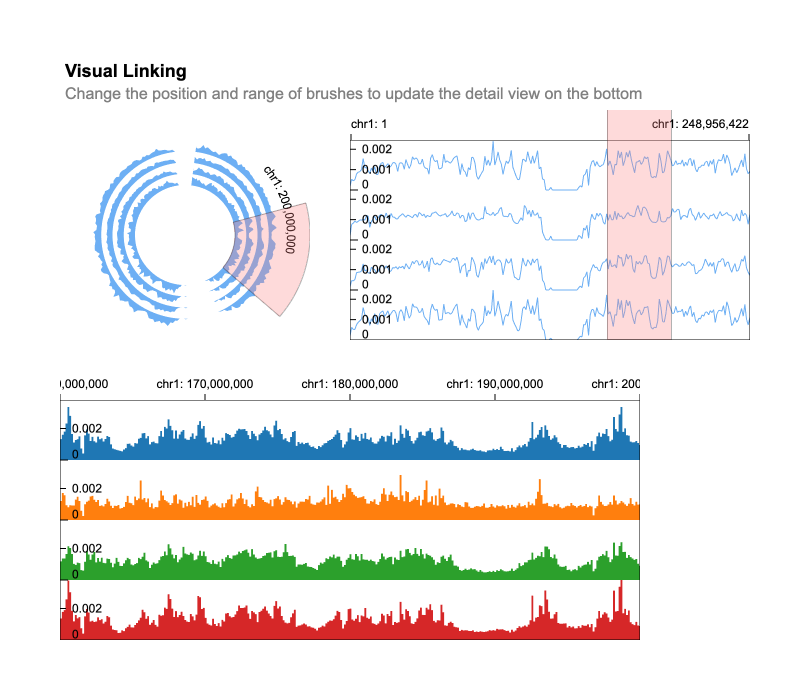 Visual Linking
Change the position and range of brushes to update the detail view on the bottom
chr1: 200,000,000
chr1: 1
chr1: 248,956,422
0.002
0.001
0
0.002
0.001
0
0.002
0.001
0
0.002
0.001
0
0,000,000
chr1: 170,000,000
chr1: 180,000,000
chr1: 190,000,000
chr1: 200
0.002
0
0.002
0
0.002
0
0.002
0